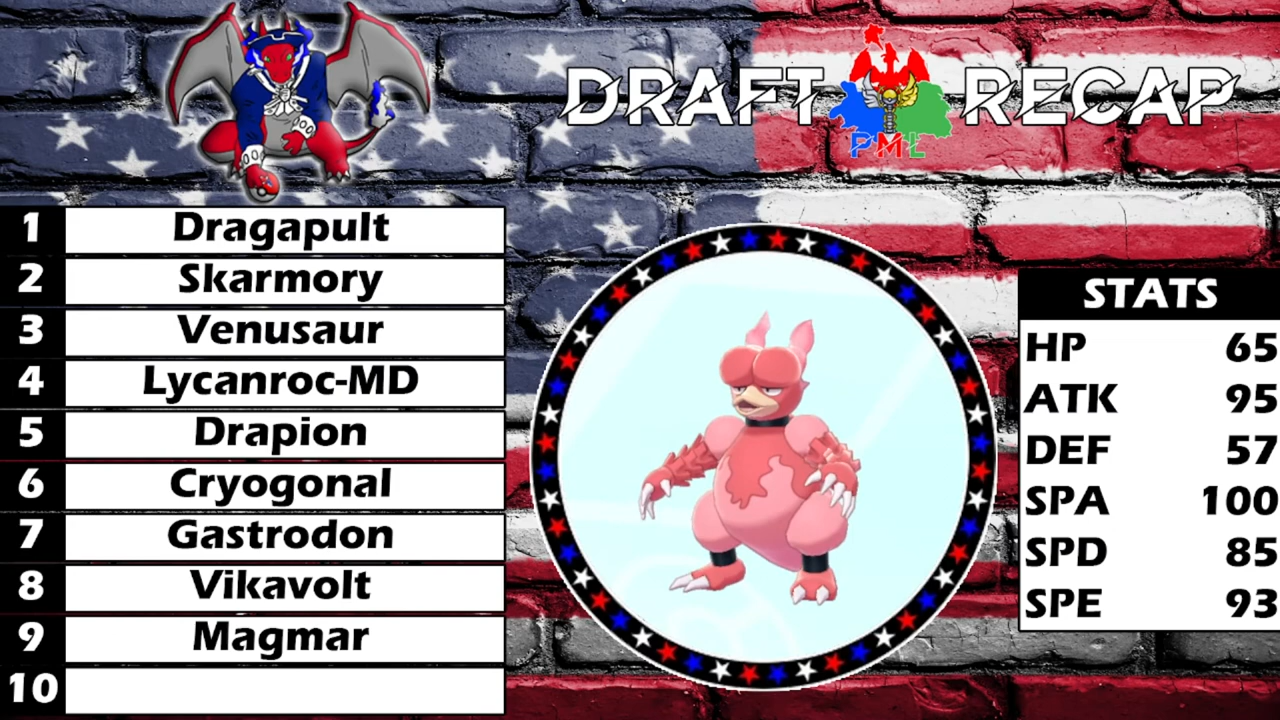 DRAFT RECAP
PML
1 Dragapult
2 Skarmory
3 Venusaur
4 Lycanroc-MD
5 Drapion
6 Cryogonal
7 Gastrodon
8 Vikavolt
9 Magmar
10
STATS
HP 65
ATK 95
DEF 57
SPA 100
SPD 85
SPE 93